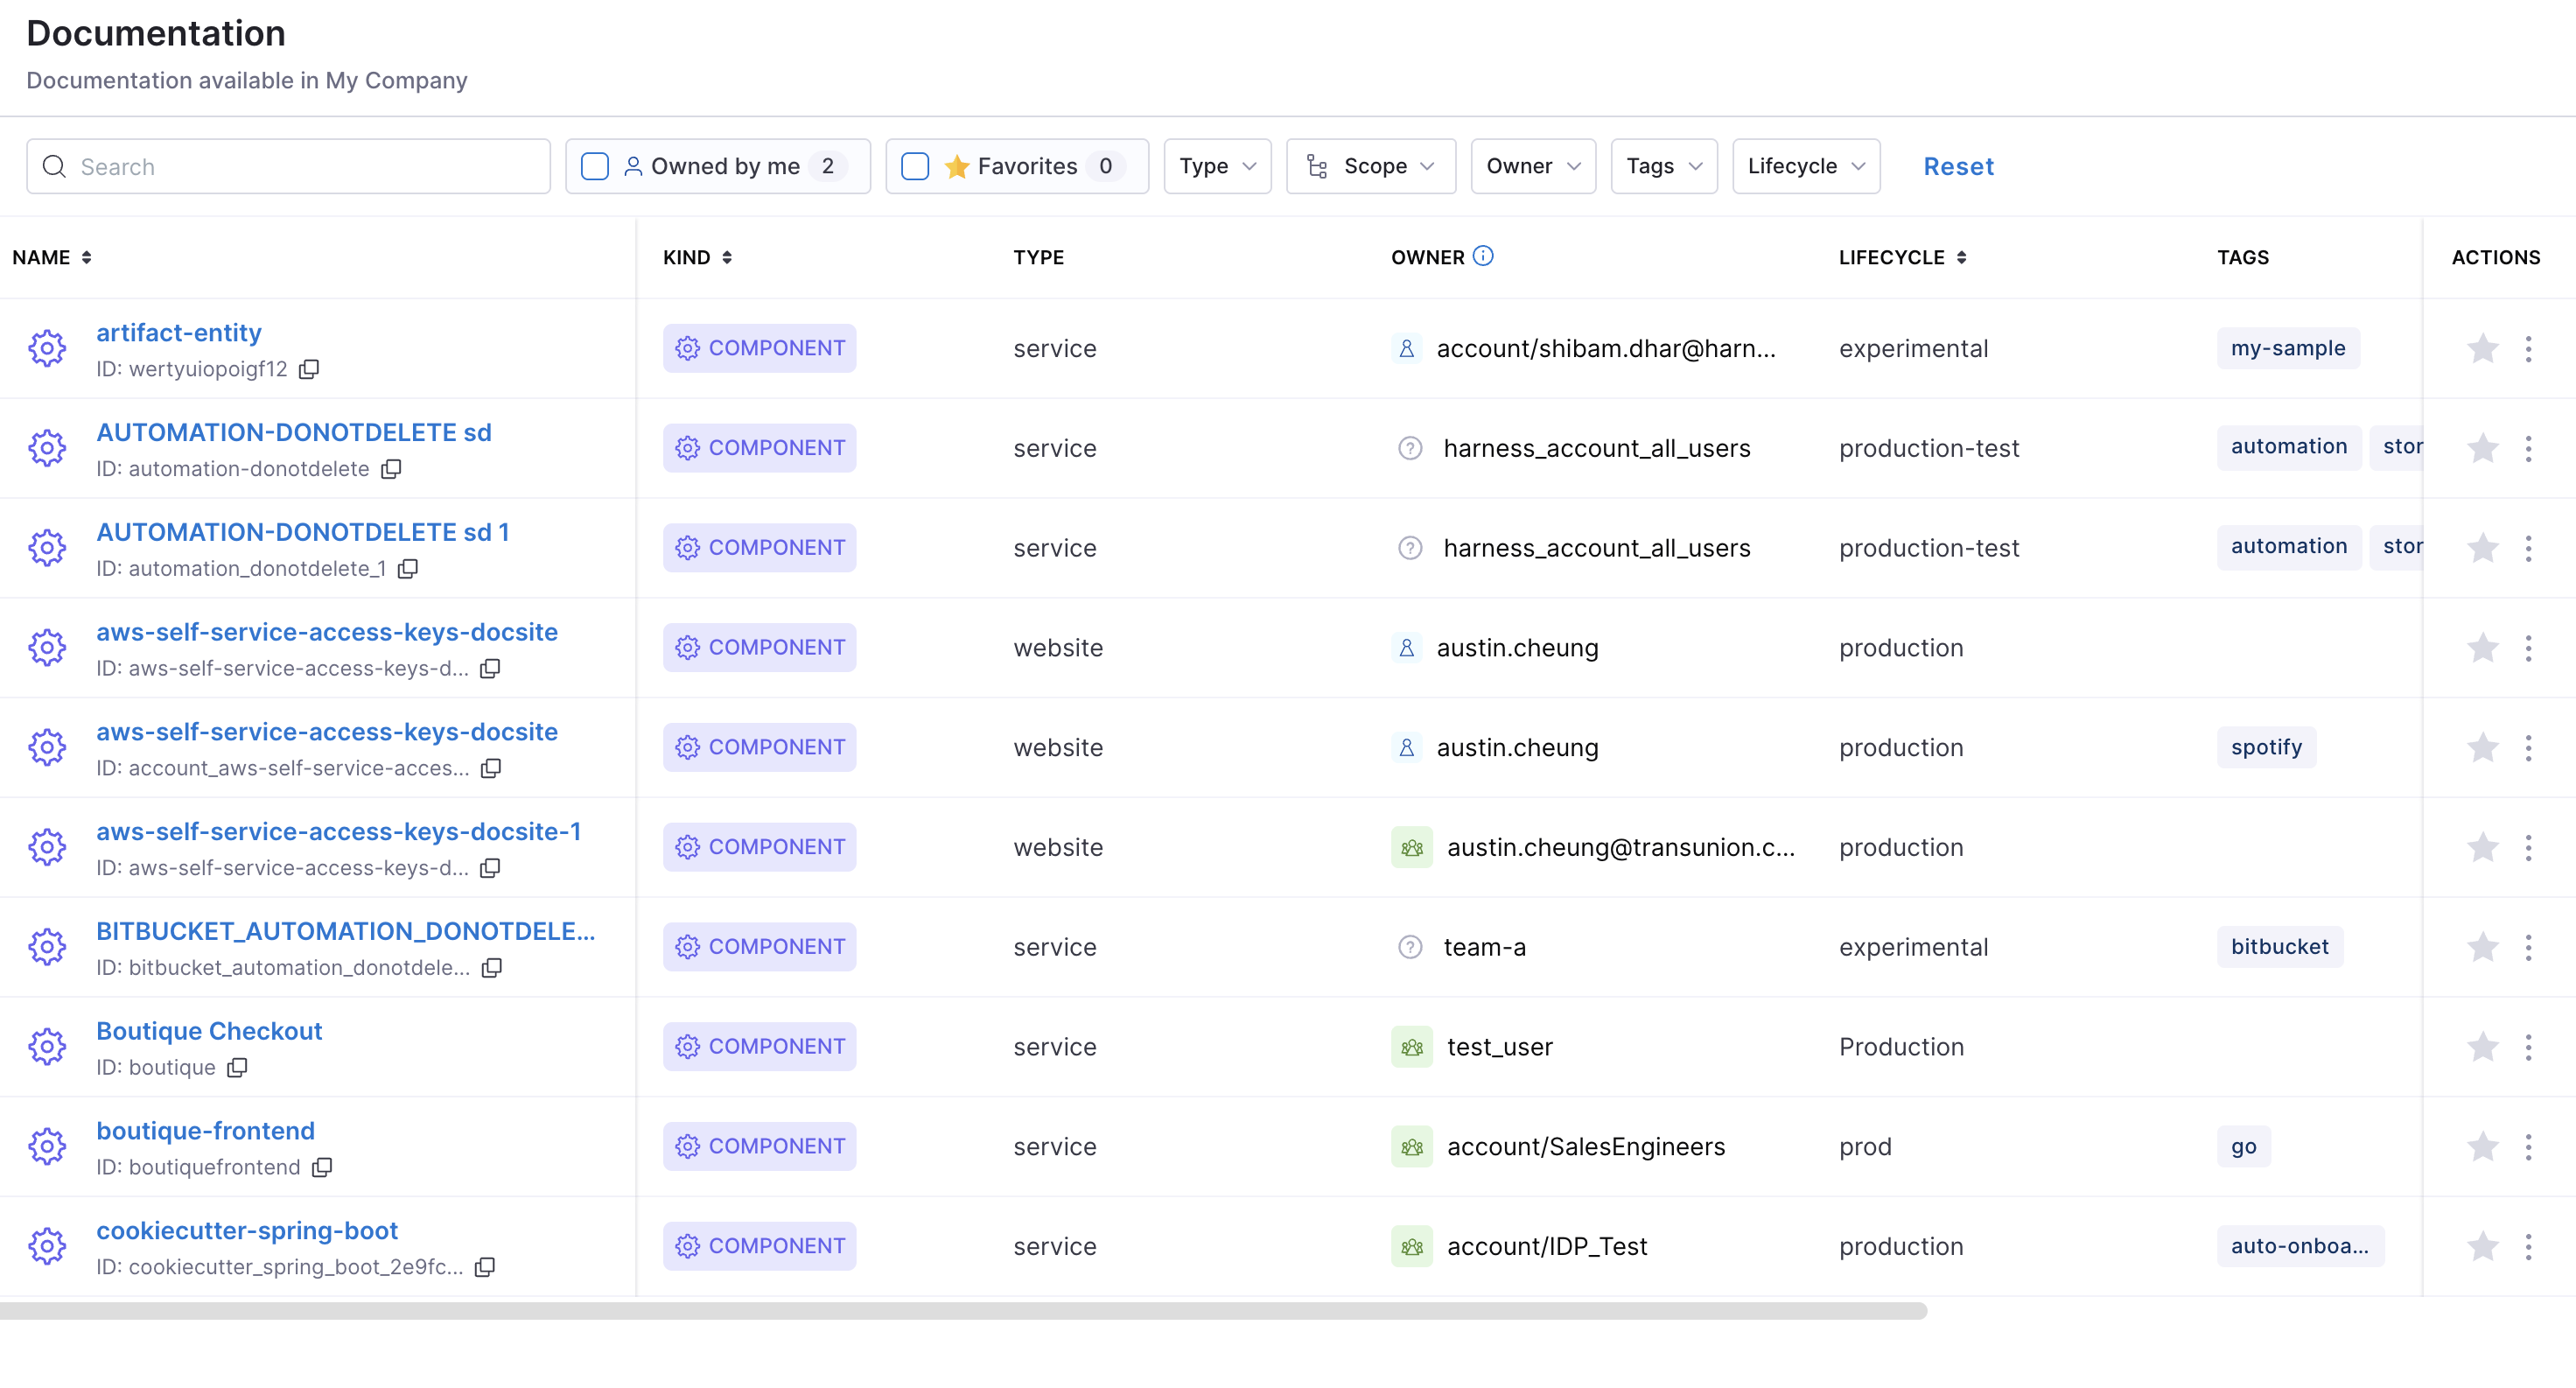 Documentation
Documentation available in My Company
Search
Owned by me 2
Favorites 0
Type
Scope
Owner
Tags
Lifecycle
Reset
NAME KIND TYPE OWNER LIFECYCLE TAGS ACTIONS
artifact-entity
ID: wertyuiopoigf12
COMPONENT service account/shibam.dhar@harn... experimental my-sample
AUTOMATION-DONOTDELETE sd
ID: automation-donotdelete
COMPONENT service harness_account_all_users production-test automation stor
AUTOMATION-DONOTDELETE sd 1
ID: automation_donotdelete_1
COMPONENT service harness_account_all_users production-test automation stor
aws-self-service-access-keys-docsite
ID: aws-self-service-access-keys-d...
COMPONENT website austin.cheung production
aws-self-service-access-keys-docsite
ID: account_aws-self-service-acces...
COMPONENT website austin.cheung production spotify
aws-self-service-access-keys-docsite-1
ID: aws-self-service-access-keys-d...
COMPONENT website austin.cheung@transunion.c... production
BITBUCKET_AUTOMATION_DONOTDELE...
ID: bitbucket_automation_donotdele...
COMPONENT service team-a experimental bitbucket
Boutique Checkout
ID: boutique
COMPONENT service test_user Production
boutique-frontend
ID: boutiquefrontend
COMPONENT service account/SalesEngineers prod go
cookiecutter-spring-boot
ID: cookiecutter_spring_boot_2e9fc...
COMPONENT service account/IDP_Test production auto-onboa...